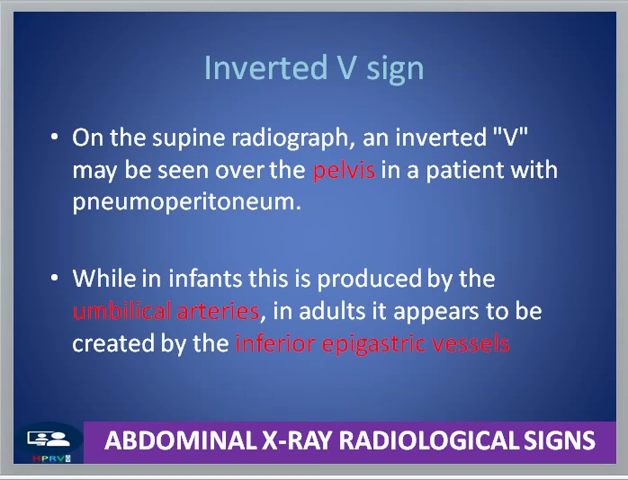 Inverted V sign
• On the supine radiograph, an inverted "V"
may be seen over the pelvis in a patient with
pneumoperitoneum.
• While in infants this is produced by the
umbilical arteries, in adults it appears to be
created by the inferior epigastric vessels
ABDOMINAL X-RAY RADIOLOGICAL SIGNS